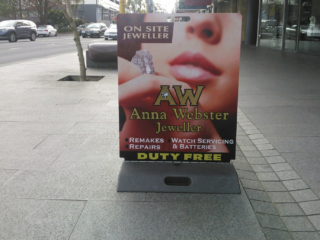 ON SITE
JEWELLER
AW
Anna Webster
Jeweller
REMAKES WATCH SERVICING
REPAIRS & BATTERIES
DUTY FREE